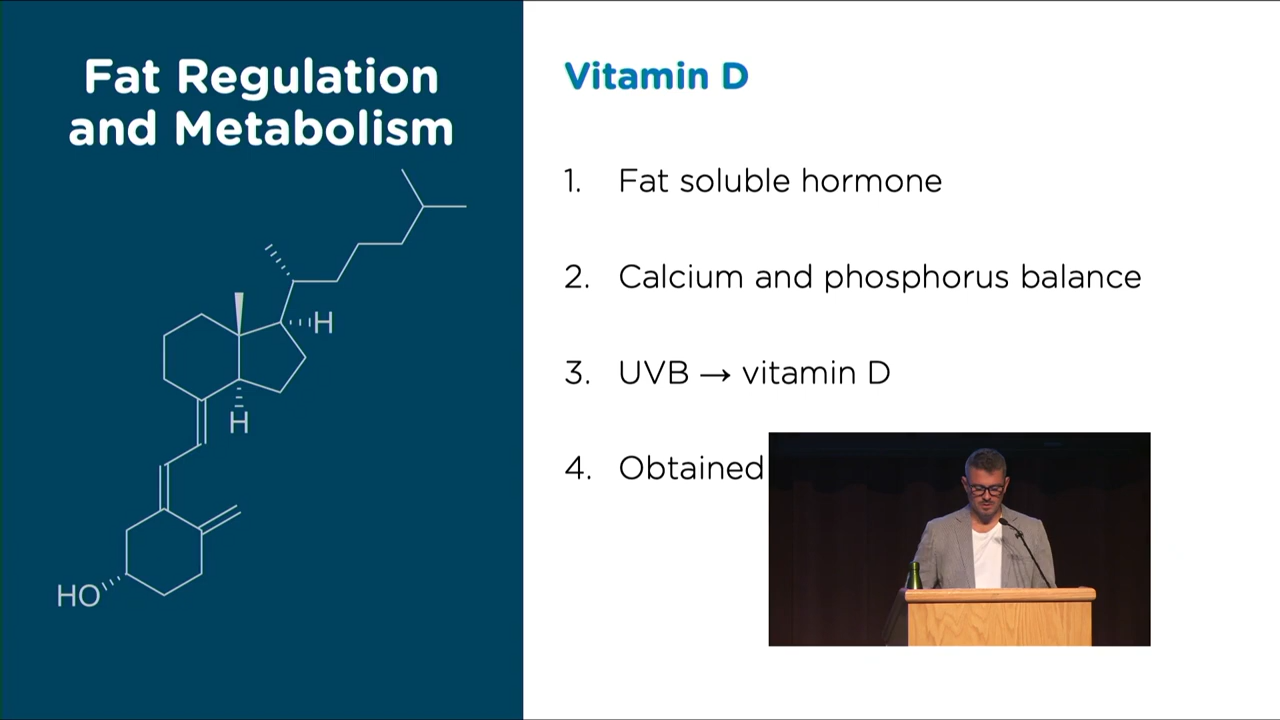 Fat Regulation
and Metabolism
H
H
HO
Vitamin D
1. Fat soluble hormone
2. Calcium and phosphorus balance
3. UVB → vitamin D
4. Obtained